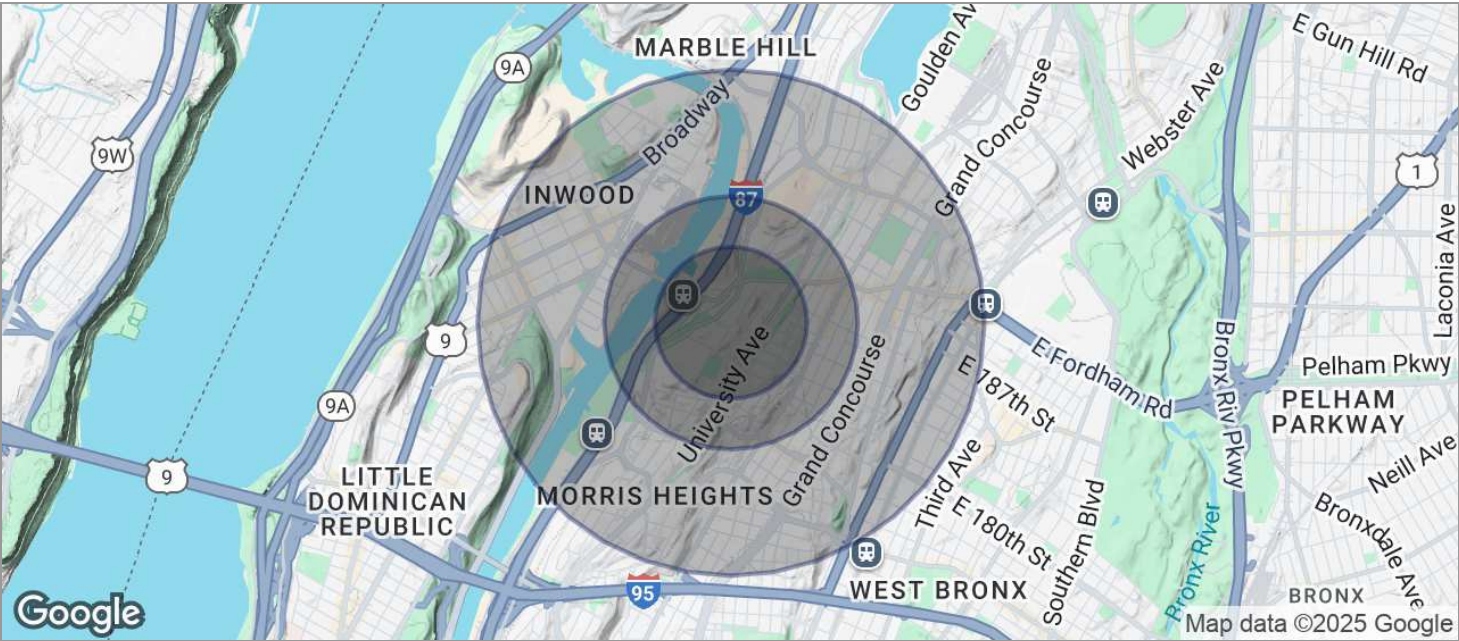 MARBLE HILL
E Gun Hill Rd
Goulden Av
9A
Broadway
Grand Concourse
Webster Ave
9W
1
INWOOD
87
Laconia Ave
9
University Ave
Grand Concourse
E 187th St
E Fordham Rd
Bronx Riv Pkwy
Pelham Pkwy
PELHAM
PARKWAY
9A
9
LITTLE
DOMINICAN
REPUBLIC
MORRIS HEIGHTS
Third Ave
E 180th St
Southern Blvd
Neill Ave
Bronxdale Ave
Bronx River
95
WEST BRONX
BRONX
Google
Map data ©2025 Google